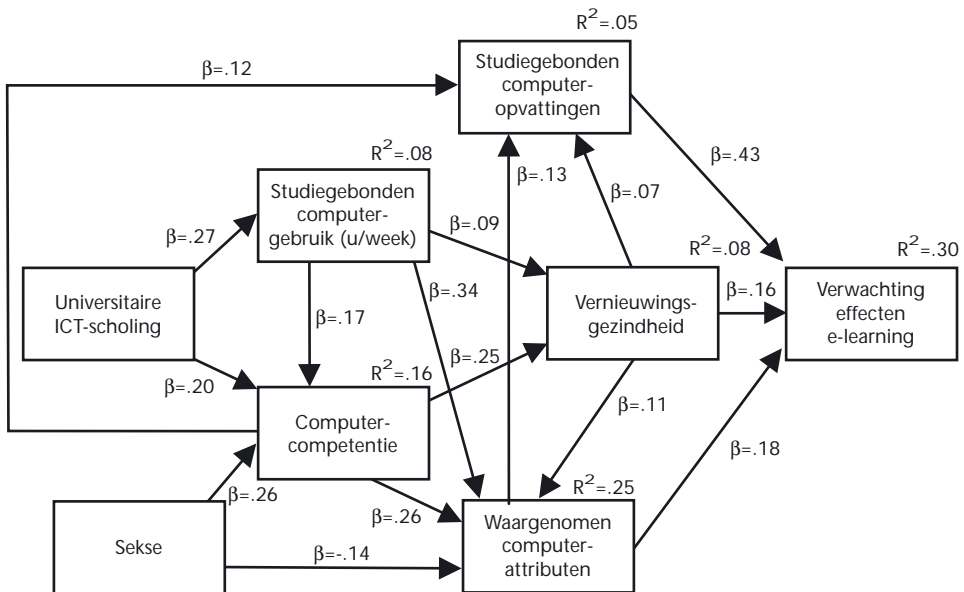 R²=.05
Studiegebonden
computer-
opvattingen
β=.12
R²=.08
Studiegebonden
computer-
gebruik (u/week)
β=.13
β=.07
β=.43
β=.27
β=.09
R²=.08
R²=.30
Universitaire
ICT-scholing
β=.17
β=.34
Vernieuwings-
gezindheid
β=.16
Verwachting
effecten
e-learning
β=.20
R²=.16
β=.25
Computer-
competentie
β=.11
β=.18
β=.26
β=.26
R²=.25
Sekse
β=-.14
Waargenomen
computer-
attributen